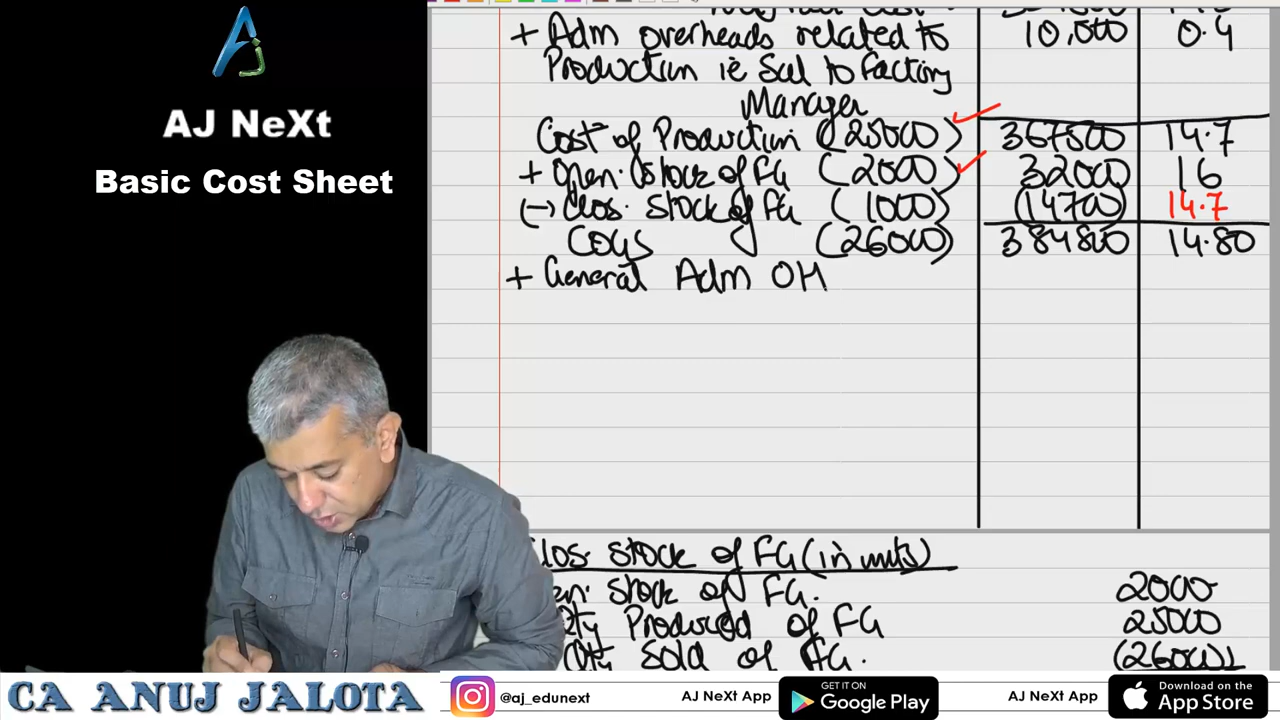 AJ NeXt
Basic Cost Sheet
+ Adm overheads related to 10,000 0.4
Production ie Sal to factory
Manager
Cost of Production (25000) 367500 14.7
+ Open. stock of FG (2000) 32000 16
(-) Clos. stock of FG (1000) (14700) 14.7
COGS (26000) 384800 14.80
+ General Adm OH
Clos. stock of FG (in units)
Open. stock of FG. 2000
Qty Produced of FG 25000
Qty Sold of FG. (26000)
CA ANUJ JALOTA
@aj_edunext
AJ NeXt App
GET IT ON
Google Play
AJ NeXt App
Download on the
App Store